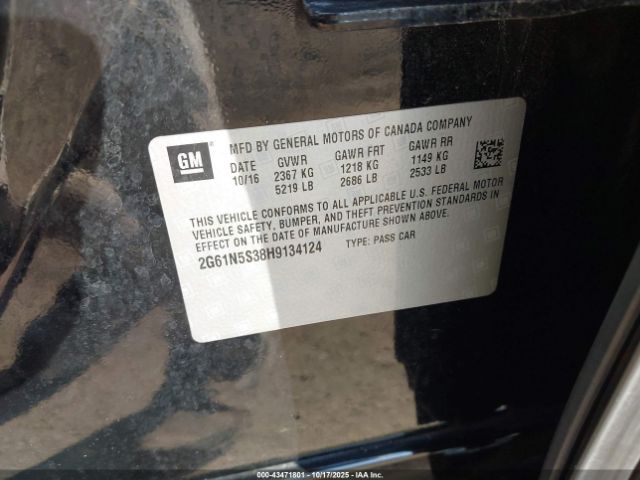 GM
MFD BY GENERAL MOTORS OF CANADA COMPANY
DATE GVWR GAWR FRT GAWR RR
10/16 2367 KG 1218 KG 1149 KG
5219 LB 2686 LB 2533 LB
THIS VEHICLE CONFORMS TO ALL APPLICABLE U.S. FEDERAL MOTOR
VEHICLE SAFETY, BUMPER, AND THEFT PREVENTION STANDARDS IN
EFFECT ON THE DATE OF MANUFACTURE SHOWN ABOVE.
2G61N5S38H9134124 TYPE: PASS CAR
000-43471801 - 10/17/2025 - IAAI.COM